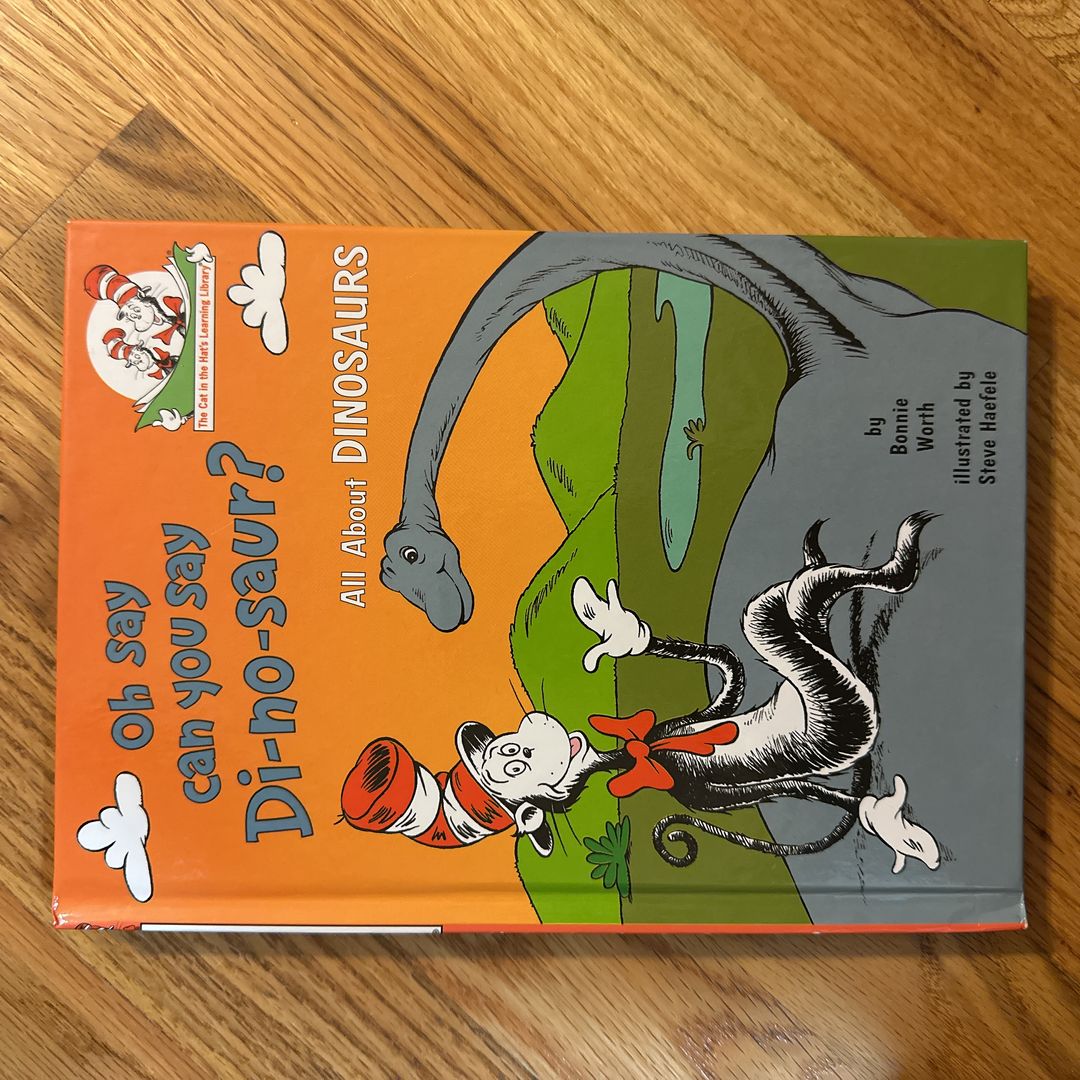 The Cat in the Hat's Learning Library®
Oh say
can you say
Di-no-saur?
All About DINOSAURS
by
Bonnie
Worth
illustrated by
Steve Haefele